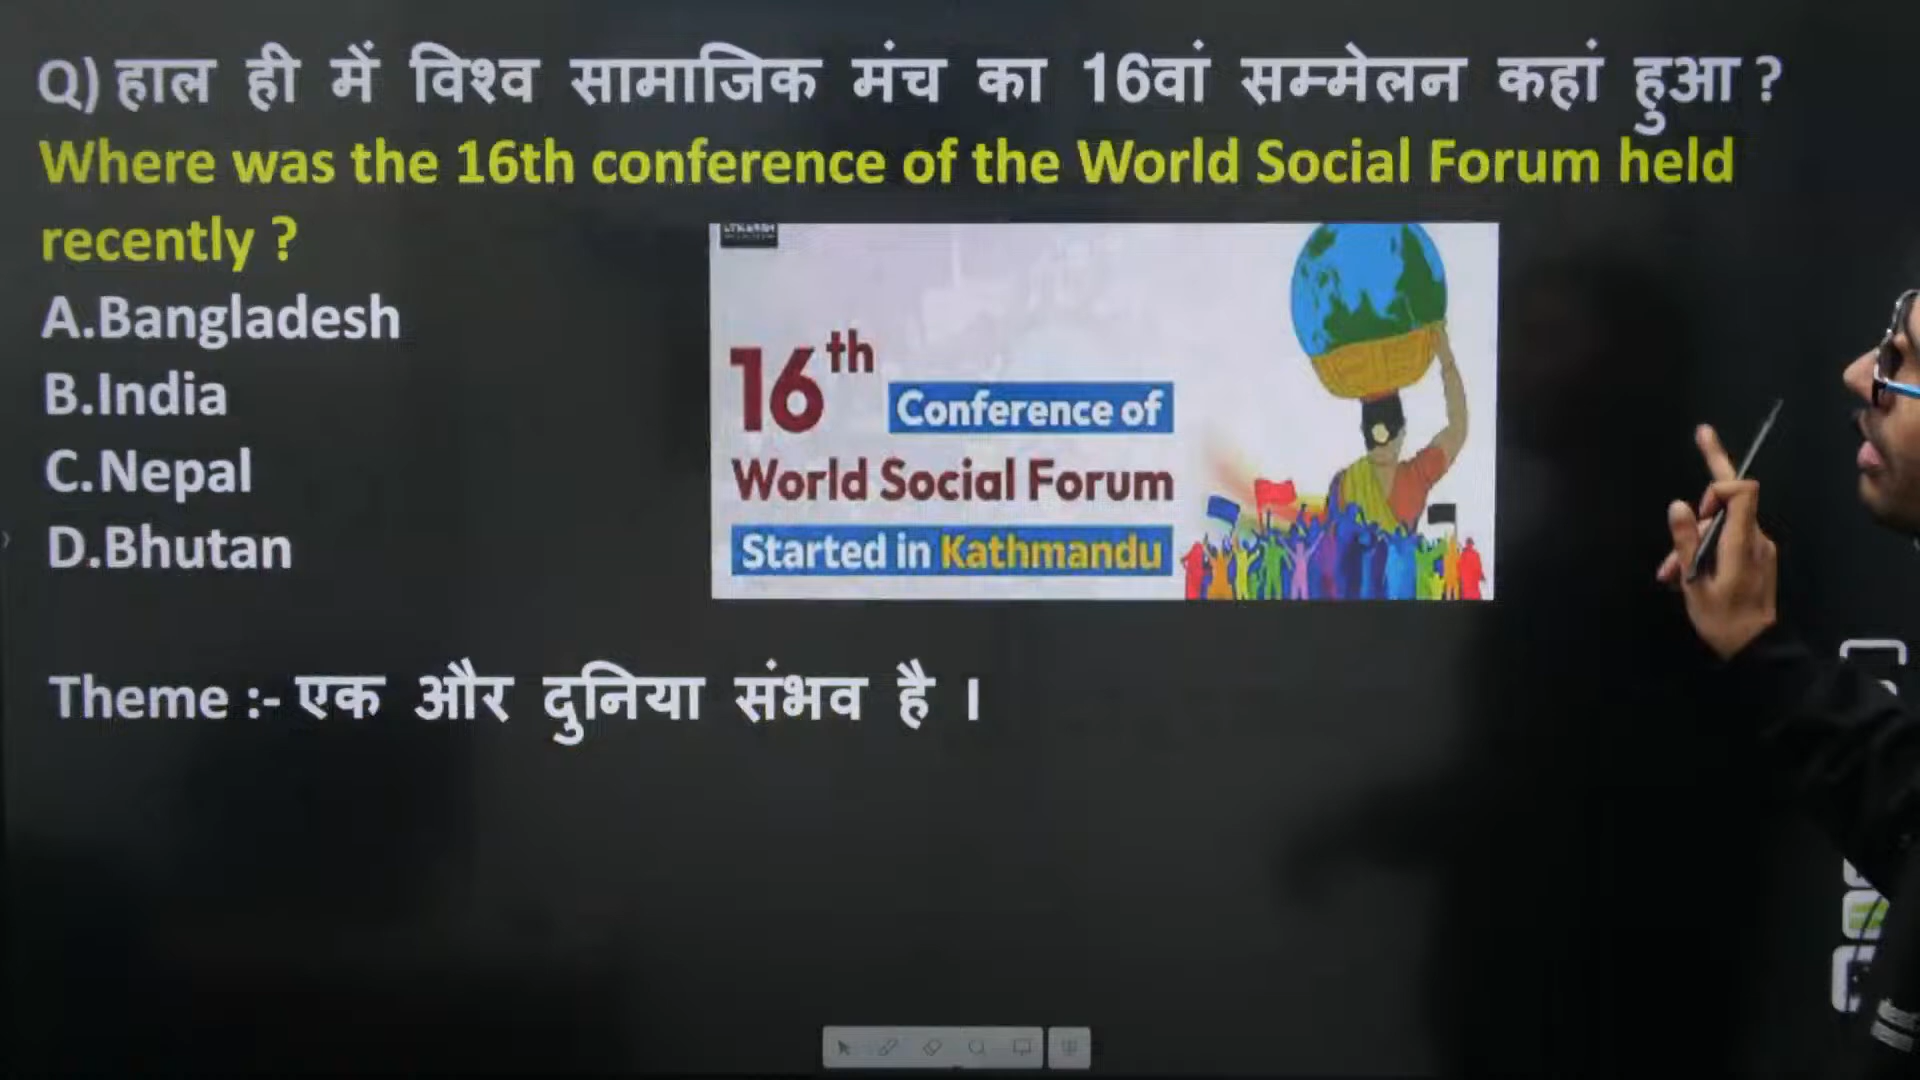 Q) हाल ही में विश्व सामाजिक मंच का 16वां सम्मेलन कहां हुआ ?
Where was the 16th conference of the World Social Forum held
recently ?
A.Bangladesh
B.India
C.Nepal
D.Bhutan
16th
Conference of
World Social Forum
Started in Kathmandu
Theme :- एक और दुनिया संभव है ।